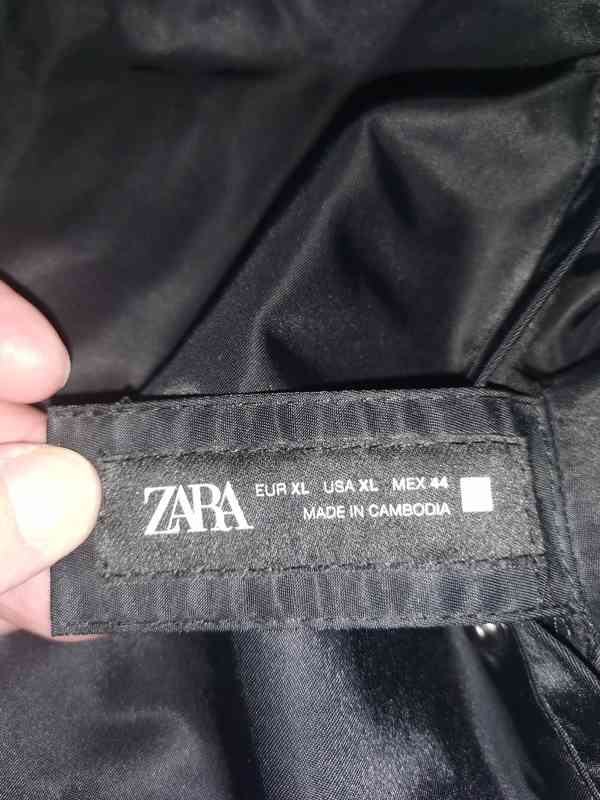 ZARA
EUR XL USA XL MEX 44
MADE IN CAMBODIA